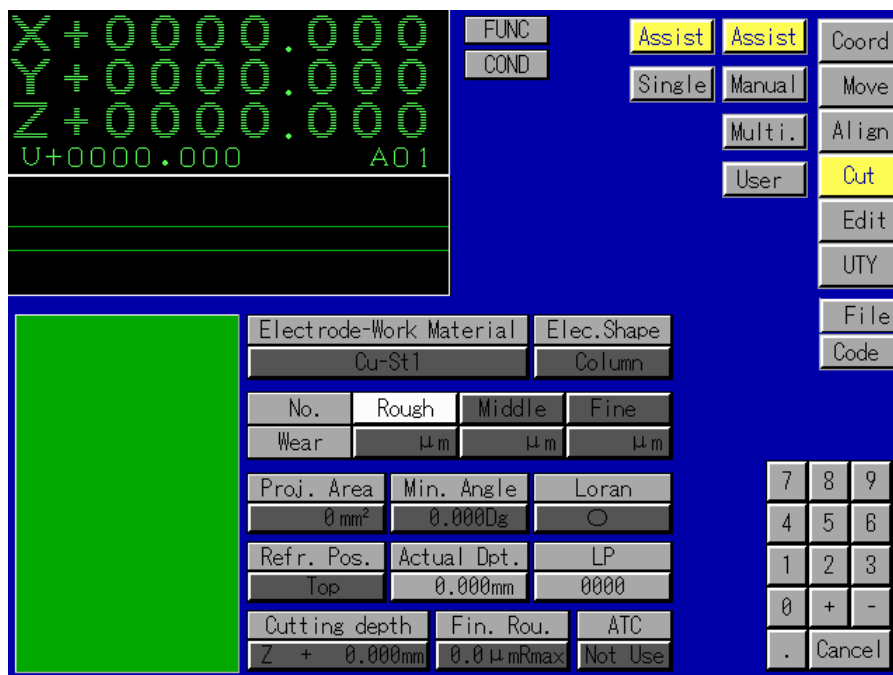 X+0000.000
Y+0000.000
Z+0000.000
U+0000.000 A01
FUNC
COND
Assist Assist
Single Manual
Multi.
User
Coord
Move
Align
Cut
Edit
UTY
File
Code
Electrode-Work Material Elec.Shape
Cu-St1 Column
No. Rough Middle Fine
Wear μm μm μm
Proj. Area Min. Angle Loran
0mm² 0.000Dg ○
Refr. Pos. Actual Dpt. LP
Top 0.000mm 0000
Cutting depth Fin. Rou. ATC
Z + 0.000mm 0.0μmRmax Not Use
7 8 9
4 5 6
1 2 3
0 + -
. Cancel